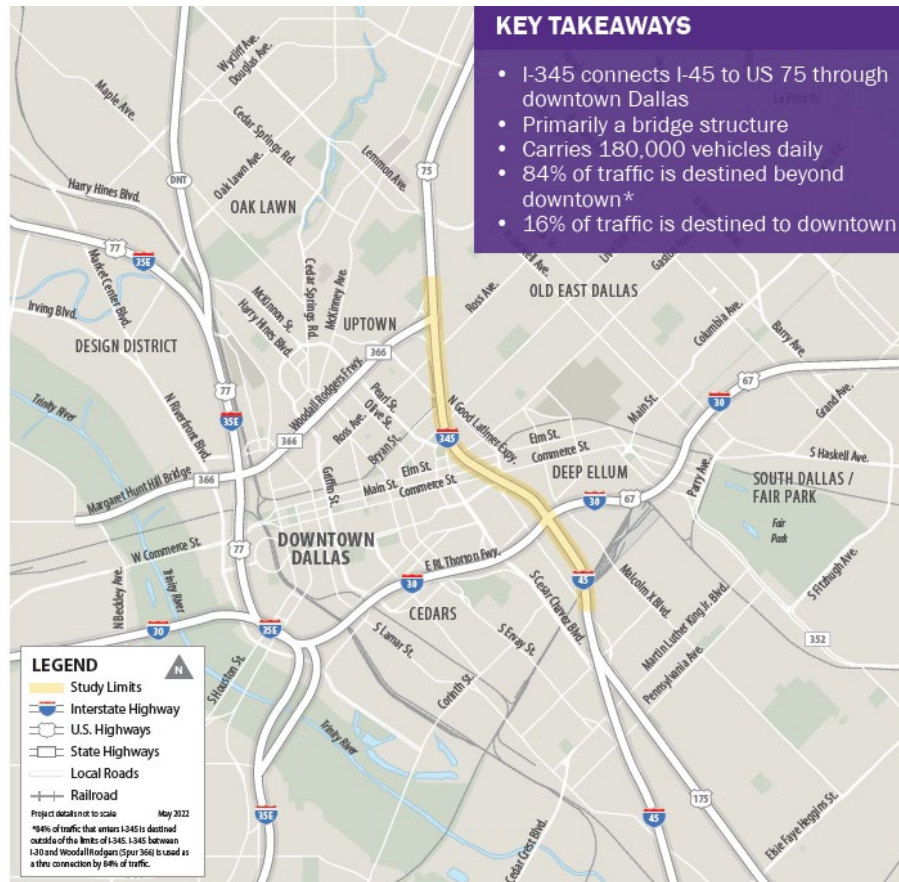 KEY TAKEAWAYS
• I-345 connects I-45 to US 75 through
downtown Dallas
• Primarily a bridge structure
• Carries 180,000 vehicles daily
• 84% of traffic is destined beyond
downtown*
• 16% of traffic is destined to downtown
Wycliff Ave.
Douglas Ave.
Maple Ave.
Cedar Springs Rd.
Oak Lawn Ave.
Lemmon Ave.
75
DNT
Harry Hines Blvd.
OAK LAWN
77
35E
Market Center Blvd.
Cedar Springs Rd.
McKinney Ave.
McKinnon St.
Harry Hines Blvd.
Ross Ave.
Gaston Ave.
OLD EAST DALLAS
Columbia Ave.
Barry Ave.
Irving Blvd.
DESIGN DISTRICT
UPTOWN
366
67
30
Grand Ave.
Trinity River
N Riverfront Blvd.
77
35E
Woodall Rodgers Frwy.
Pearl St.
Olive St.
Ross Ave.
Bryan St.
345
N Good Latimer Expy.
Main St.
Elm St.
Commerce St.
S Haskell Ave.
366
Margaret Hunt Hill Bridge
366
Griffin St.
Elm St.
Main St.
Commerce St.
DEEP ELLUM
Parry Ave.
SOUTH DALLAS /
FAIR PARK
67
30
Fair
Park
W Commerce St.
77
DOWNTOWN
DALLAS
E RL Thorton Fwy.
30
45
S Cesar Chavez Blvd.
Malcolm X Blvd.
Martin Luther King Jr. Blvd.
S Fitzhugh Ave.
N Beckley Ave.
Trinity River
30
35E
CEDARS
S Lamar St.
S Ervay St.
Corinth St.
Pennsylvania Ave.
352
S Houston St.
Trinity River
35E
175
45
Cedar Crest Blvd.
Elsie Faye Heggins St.
LEGEND
N
Study Limits
Interstate Highway
U.S. Highways
State Highways
Local Roads
Railroad
Project details not to scale May 2022
*84% of traffic that enters I-345 is destined
outside of the limits of I-345. I-345 between
I-30 and Woodall Rodgers (Spur 366) is used as
a thru connection by 84% of traffic.